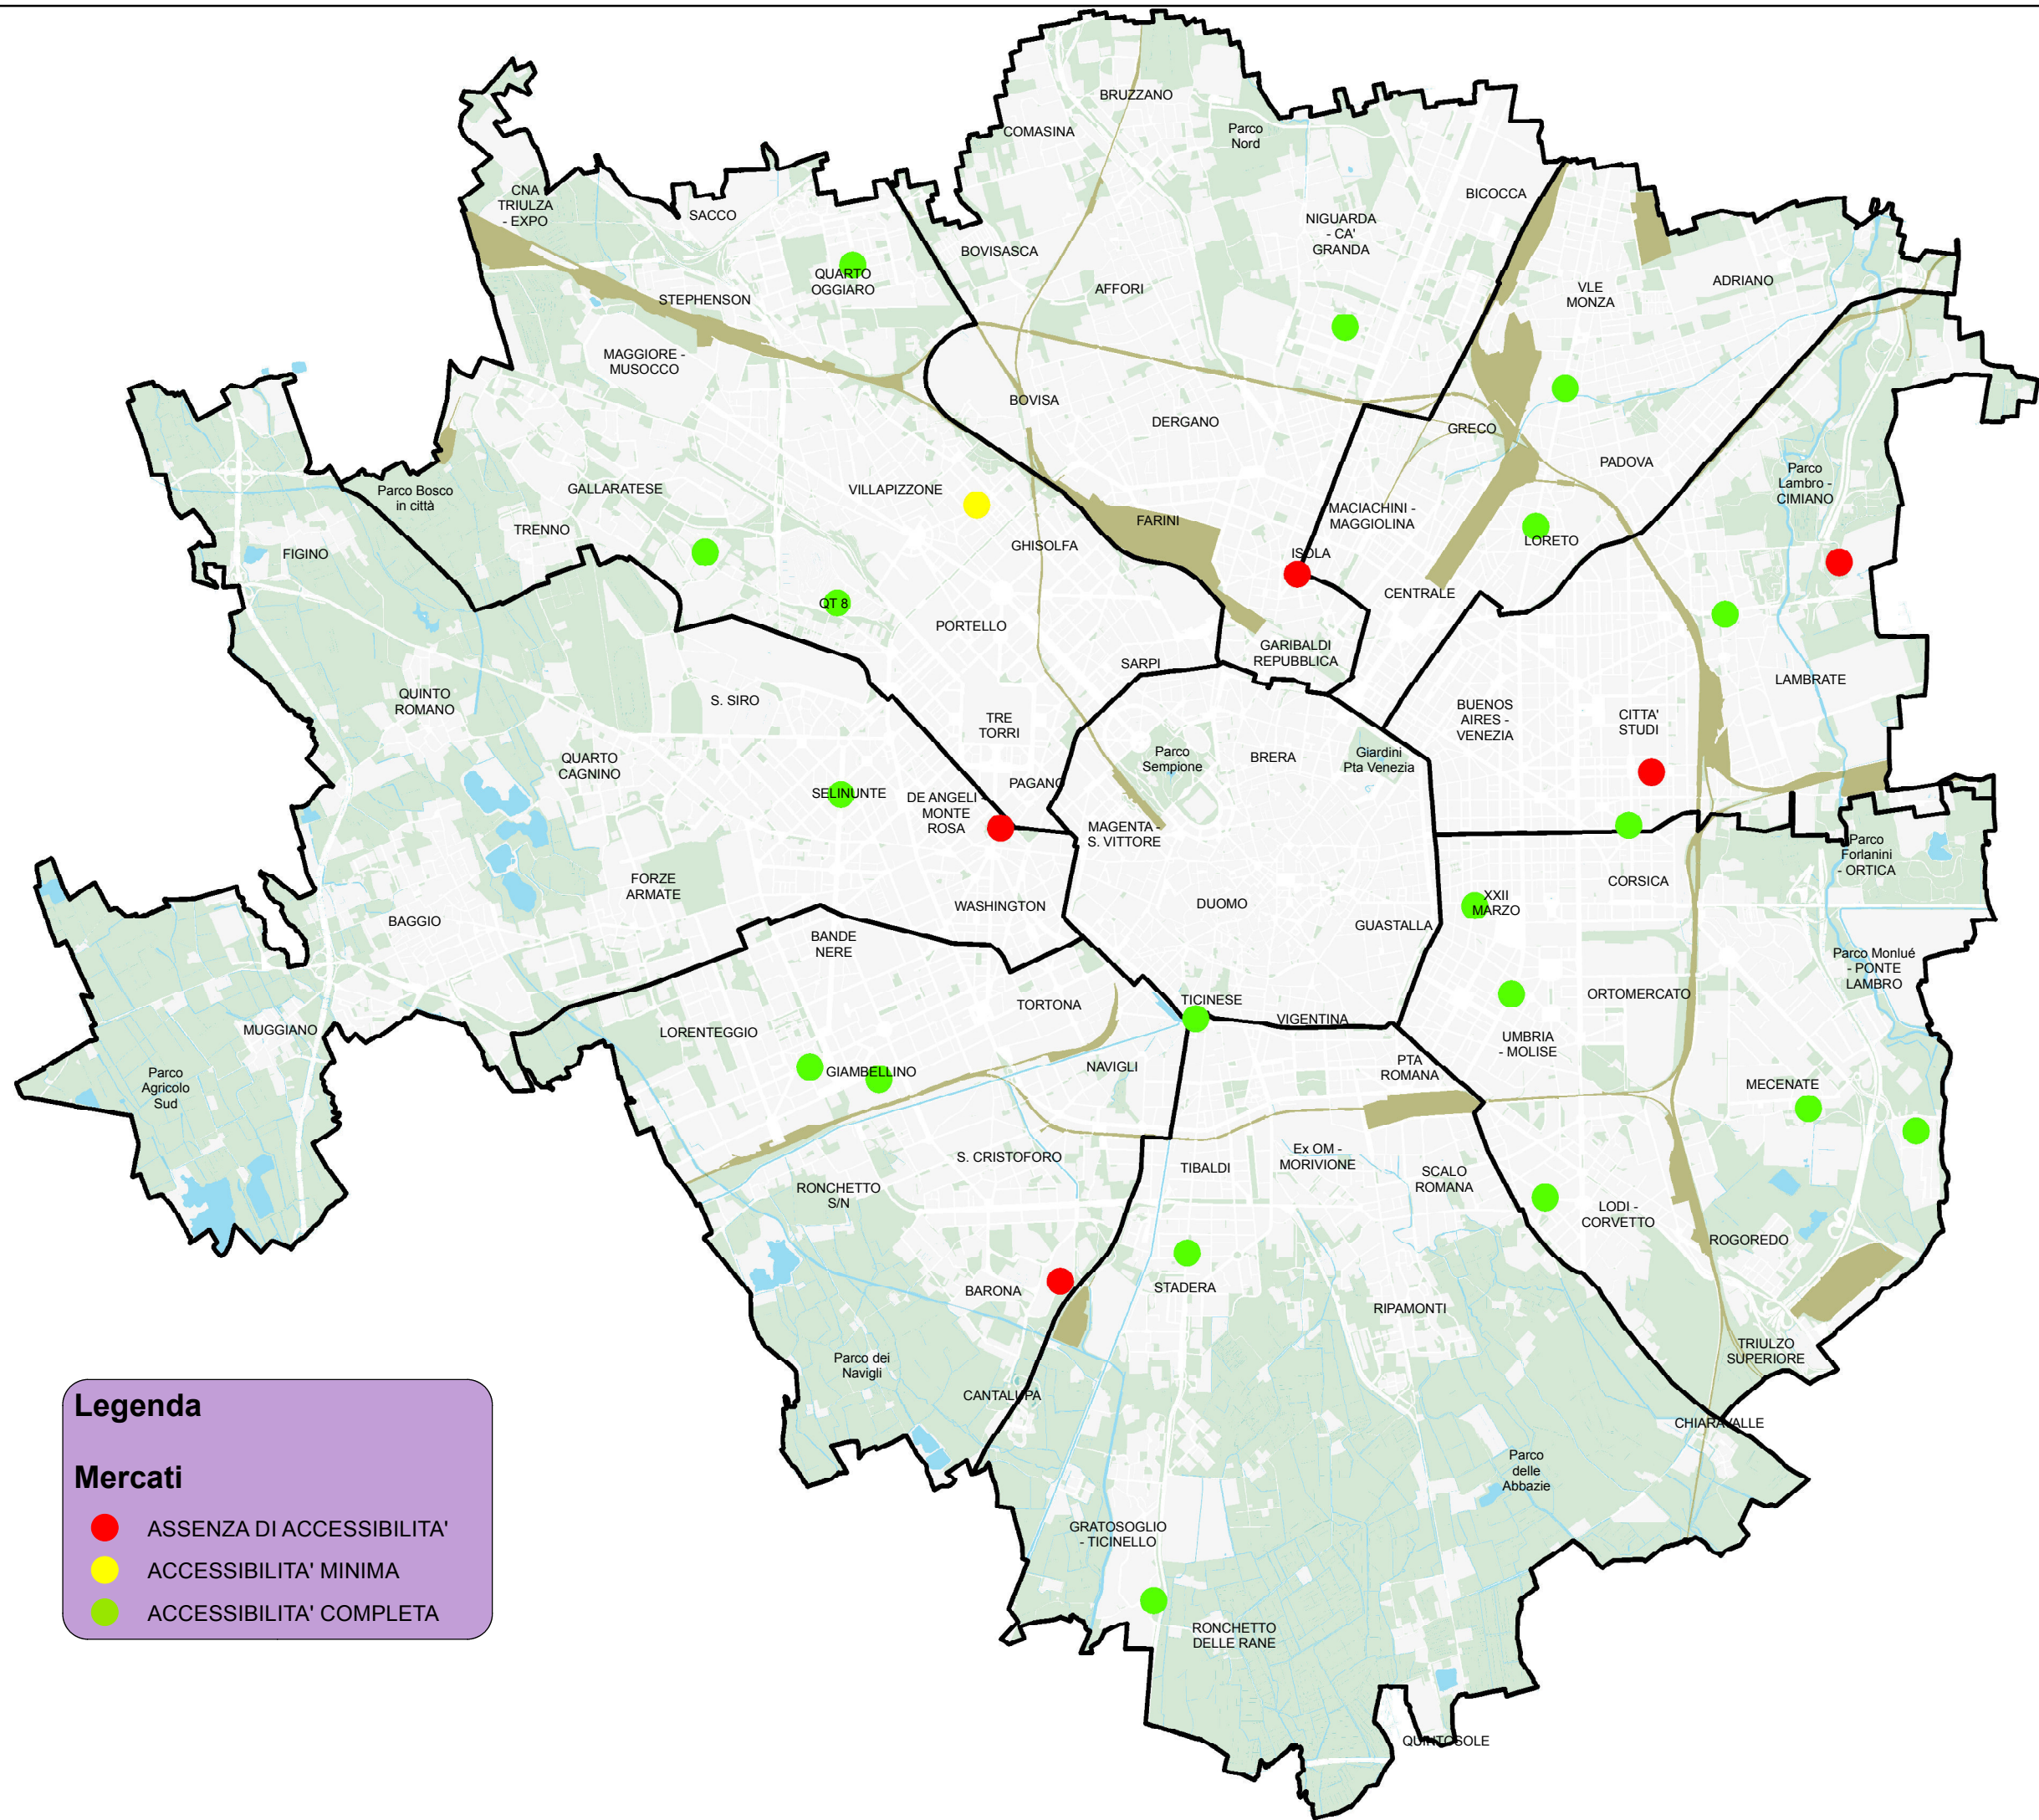 BRUZZANO
COMASINA
Parco
Nord
CNA
TRIULZA
- EXPO
SACCO
BICOCCA
NIGUARDA
- CA'
GRANDA
BOVISASCA
QUARTO
OGGIARO
AFFORI
STEPHENSON
VLE
MONZA
ADRIANO
MAGGIORE -
MUSOCCO
BOVISA
DERGANO
GRECO
PADOVA
Parco
Lambro -
CIMIANO
Parco Bosco
in città
GALLARATESE
VILLAPIZZONE
TRENNO
FARINI
MACIACHINI -
MAGGIOLINA
LORETO
FIGINO
GHISOLFA
ISOLA
CENTRALE
QT 8
PORTELLO
GARIBALDI
REPUBBLICA
SARPI
LAMBRATE
QUINTO
ROMANO
S. SIRO
BUENOS
AIRES -
VENEZIA
CITTA'
STUDI
TRE
TORRI
Parco
Sempione
BRERA
Giardini
Pta Venezia
QUARTO
CAGNINO
PAGANO
SELINUNTE
DE ANGELI -
MONTE
ROSA
MAGENTA -
S. VITTORE
Parco
Forlanini
- ORTICA
FORZE
ARMATE
CORSICA
WASHINGTON
DUOMO
XXII
MARZO
BAGGIO
GUASTALLA
BANDE
NERE
Parco Monlué
- PONTE
LAMBRO
ORTOMERCATO
TICINESE
TORTONA
VIGENTINA
MUGGIANO
LORENTEGGIO
UMBRIA
- MOLISE
Parco
Agricolo
Sud
GIAMBELLINO
NAVIGLI
PTA
ROMANA
MECENATE
S. CRISTOFORO
TIBALDI
Ex OM -
MORIVIONE
SCALO
ROMANA
RONCHETTO
S/N
LODI -
CORVETTO
ROGOREDO
BARONA
STADERA
RIPAMONTI
TRIULZO
SUPERIORE
Parco dei
Navigli
CANTALUPA
CHIARAVALLE
Parco
delle
Abbazie
GRATOSOGLIO
- TICINELLO
RONCHETTO
DELLE RANE
QUINTOSOLE
Legenda
Mercati
ASSENZA DI ACCESSIBILITA'
ACCESSIBILITA' MINIMA
ACCESSIBILITA' COMPLETA